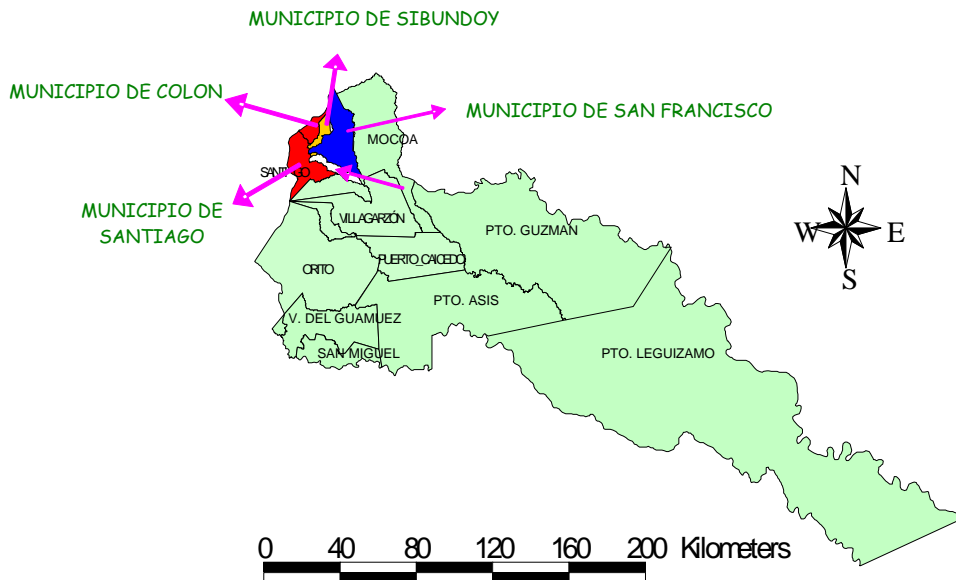 MUNICIPIO DE SIBUNDOY
MUNICIPIO DE COLON
MUNICIPIO DE SAN FRANCISCO
MOCOA
SANTIAGO
MUNICIPIO DE
SANTIAGO
VILLAGARZÓN
PTO. GUZMAN
N
W E
S
PUERTO CAICEDO
ORITO
PTO. ASIS
V. DEL GUAMUEZ
SAN MIGUEL
PTO. LEGUIZAMO
0 40 80 120 160 200 Kilometers